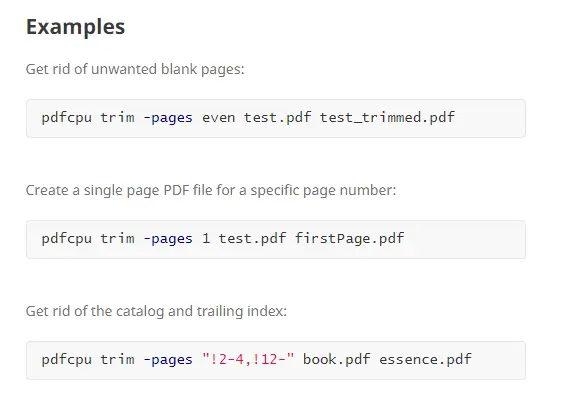 Examples
Get rid of unwanted blank pages:
pdfcpu trim -pages even test.pdf test_trimmed.pdf
Create a single page PDF file for a specific page number:
pdfcpu trim -pages 1 test.pdf firstPage.pdf
Get rid of the catalog and trailing index:
pdfcpu trim -pages "!2-4,!12-" book.pdf essence.pdf